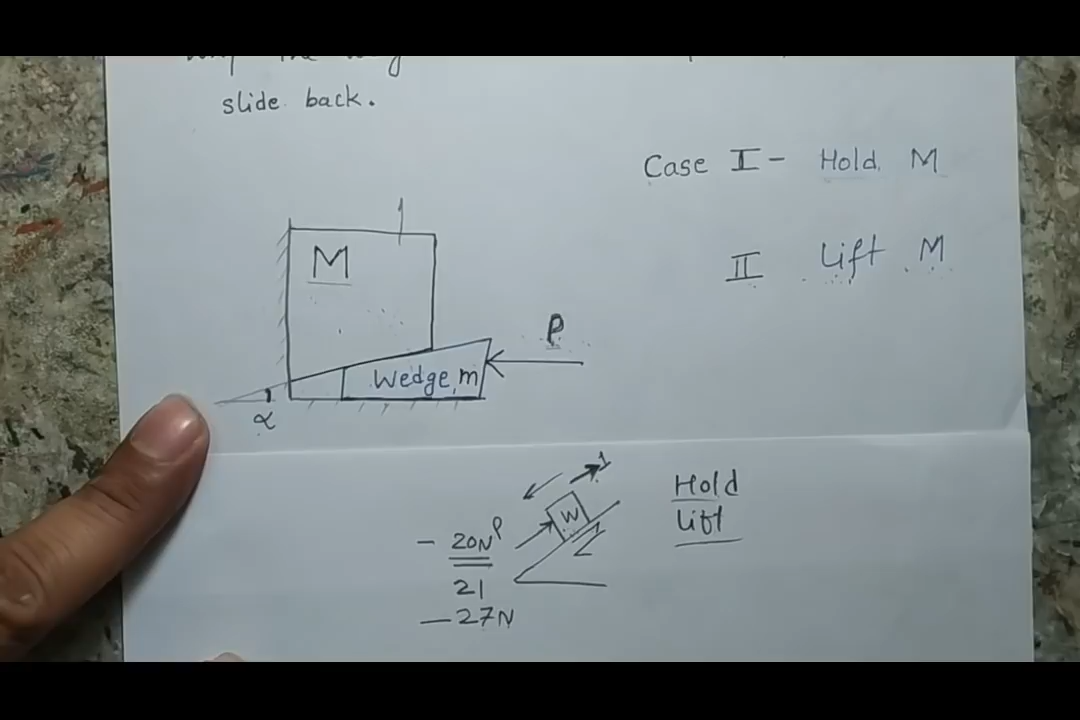 slide back.
Case I - Hold M
II Lift M
M
P
Wedge, m
α
Hold
Lift
W
P
- 20N
21
- 27N